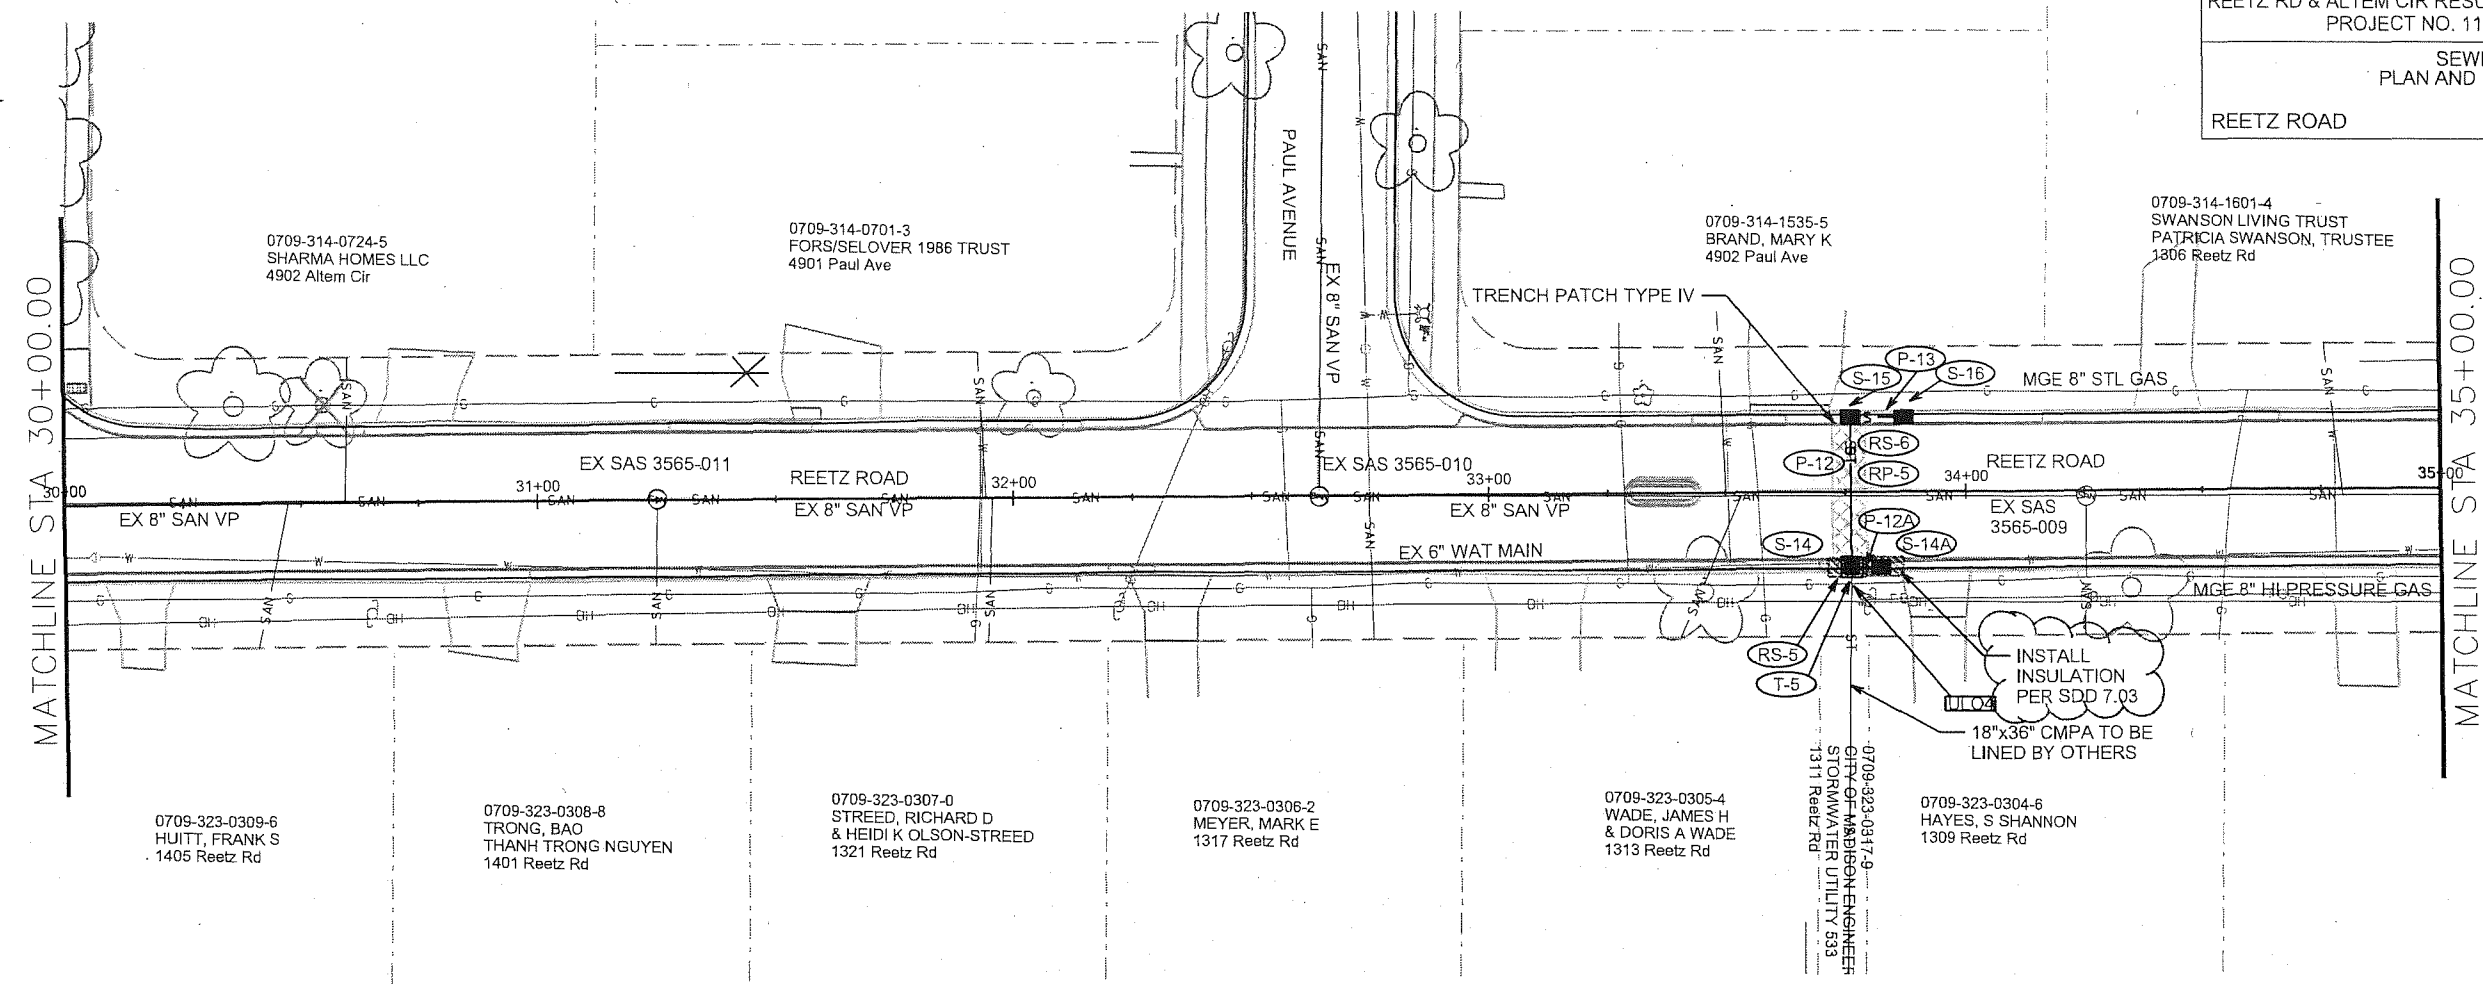 PROJECT NO. 11
SEW
PLAN AND
REETZ ROAD
MATCHLINE STA 30+00.00
0709-314-0724-5
SHARMA HOMES LLC
4902 Altem Cir
0709-314-0701-3
FORS/SELOVER 1986 TRUST
4901 Paul Ave
PAUL AVENUE
EX 8" SAN VP
0709-314-1535-5
BRAND, MARY K
4902 Paul Ave
0709-314-1601-4
SWANSON LIVING TRUST
PATRICIA SWANSON, TRUSTEE
1306 Reetz Rd
MATCHLINE STA 35+00.00
TRENCH PATCH TYPE IV
P-13
S-15
S-16
MGE 8" STL GAS
EX SAS 3565-011
REETZ ROAD
EX SAS 3565-010
P-12
RS-6
RP-5
REETZ ROAD
30+00
31+00
32+00
33+00
34+00
35+00
EX 8" SAN VP
EX 8" SAN VP
EX 8" SAN VP
EX SAS
3565-009
P-12A
S-14
S-14A
EX 6" WAT MAIN
MGE 8" HI PRESSURE GAS
RS-5
T-5
INSTALL
INSULATION
PER SDD 7.03
18"x36" CMPA TO BE
LINED BY OTHERS
0709-323-0309-6
HUITT, FRANK S
1405 Reetz Rd
0709-323-0308-8
TRONG, BAO
THANH TRONG NGUYEN
1401 Reetz Rd
0709-323-0307-0
STREED, RICHARD D
& HEIDI K OLSON-STREED
1321 Reetz Rd
0709-323-0306-2
MEYER, MARK E
1317 Reetz Rd
0709-323-0305-4
WADE, JAMES H
& DORIS A WADE
1313 Reetz Rd
0709-323-0317-9
CITY OF MADISON ENGINEER
STORMWATER UTILITY 533
1311 Reetz Rd
0709-323-0304-6
HAYES, S SHANNON
1309 Reetz Rd